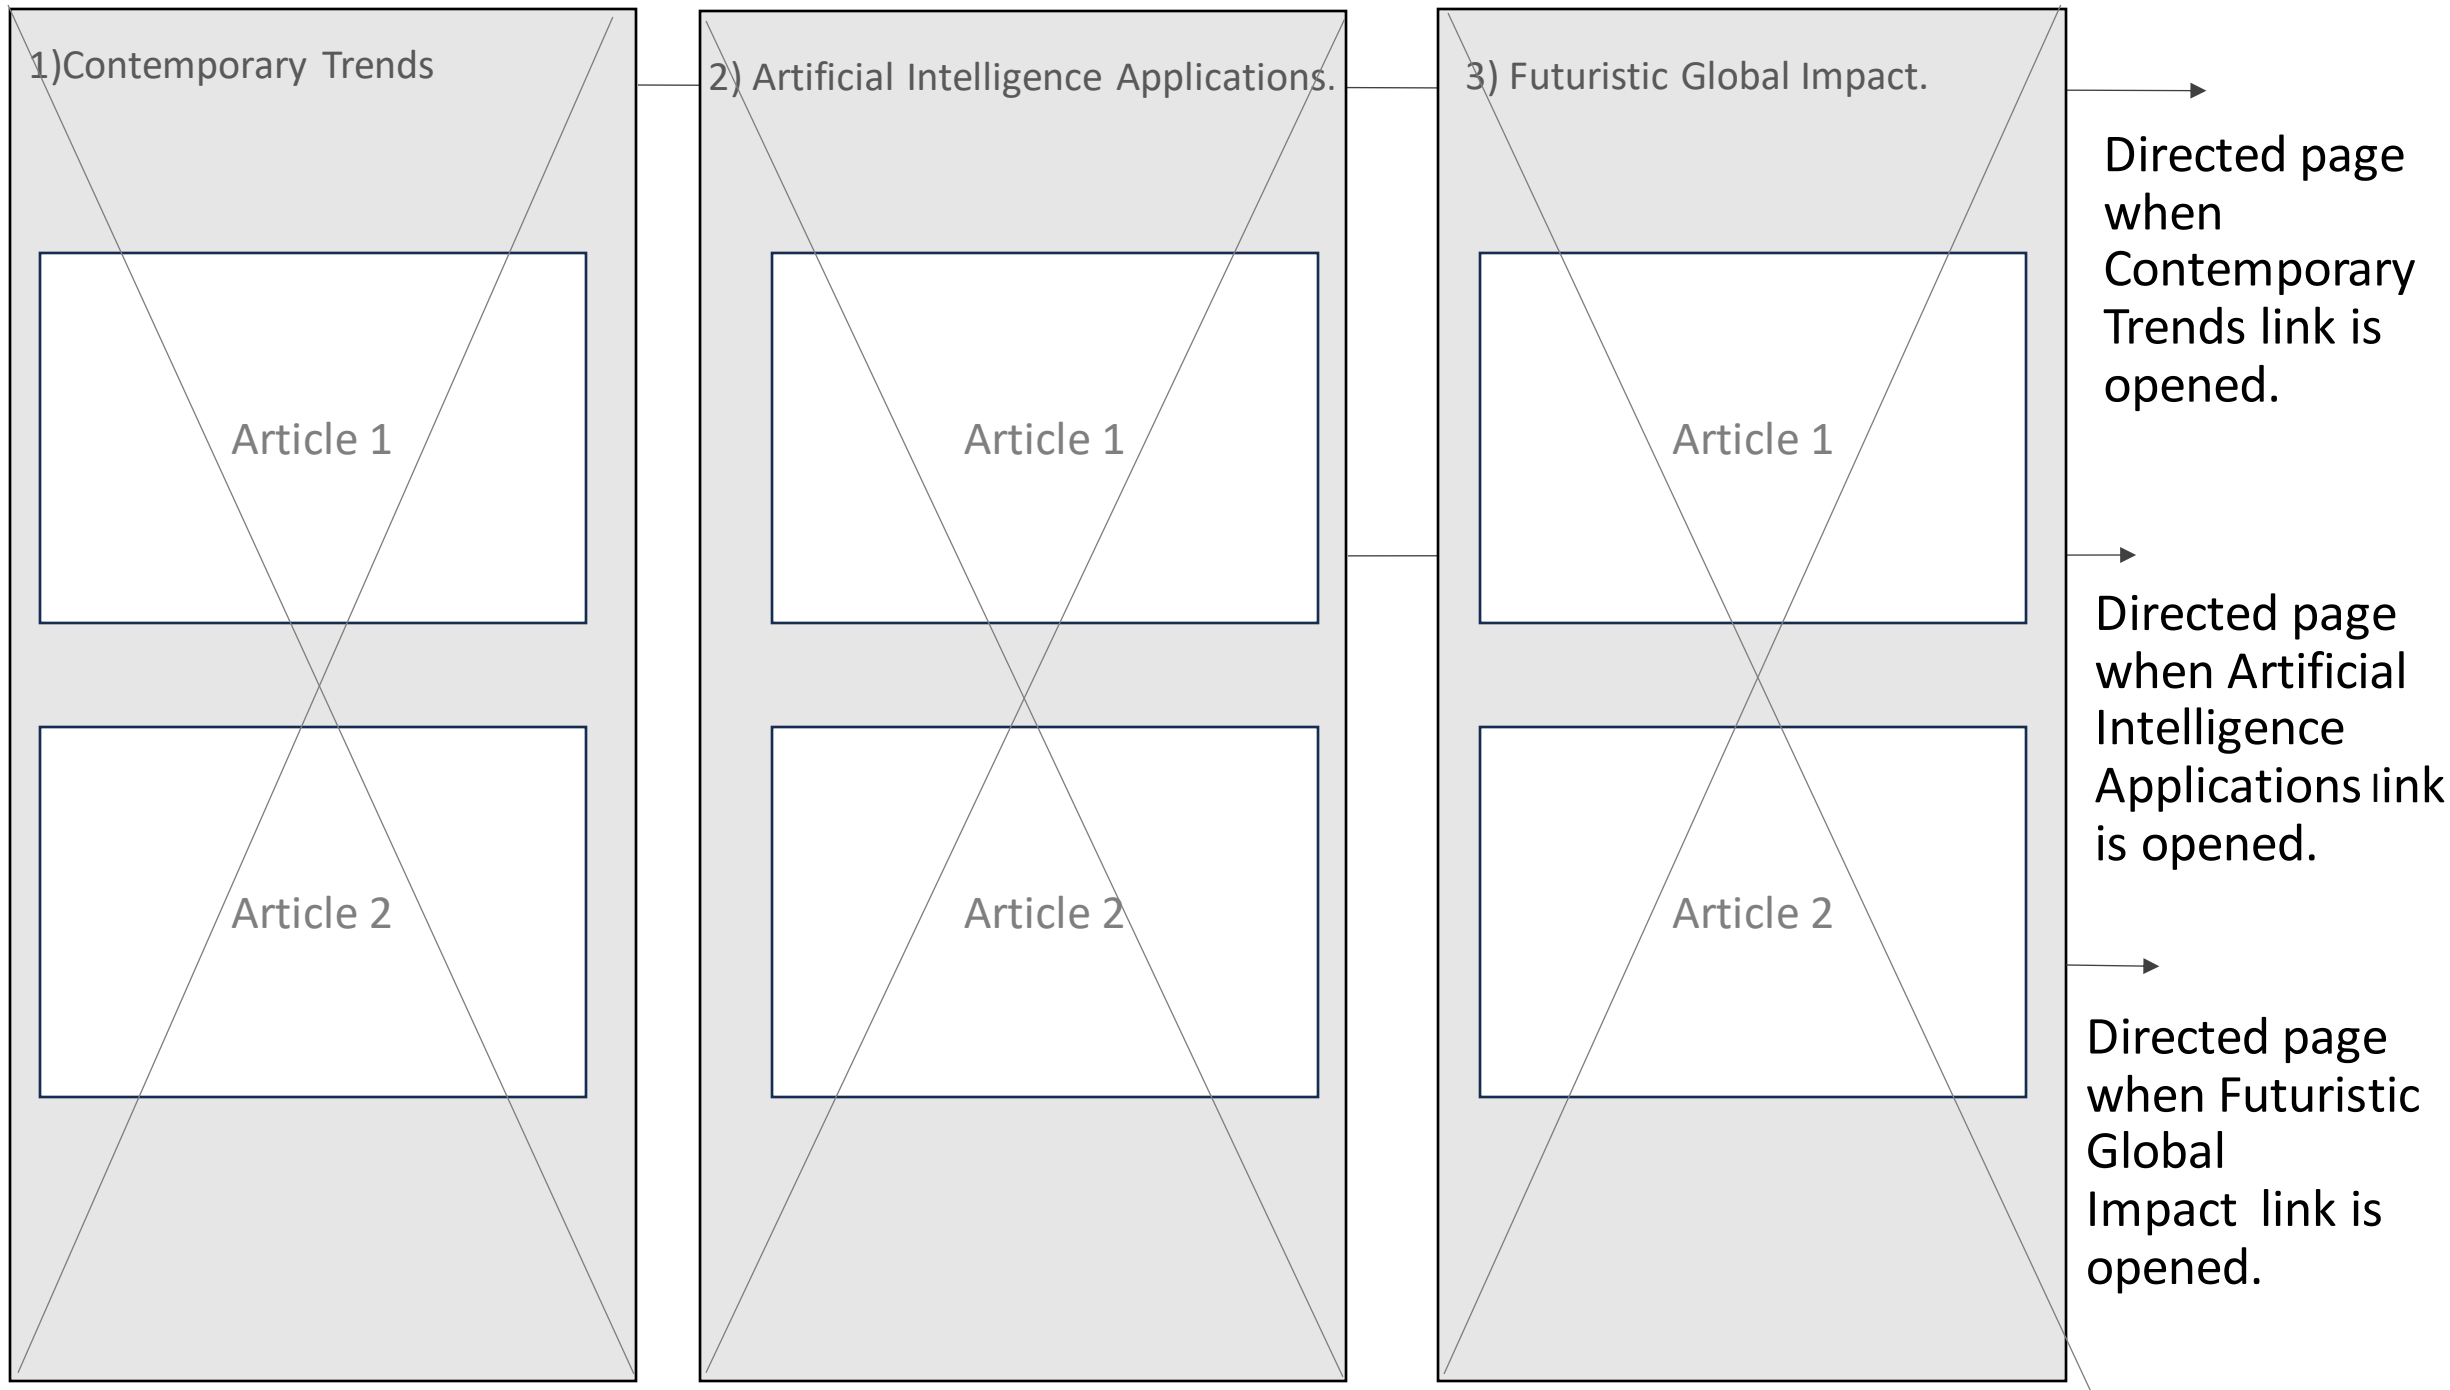 1)Contemporary Trends
Article 1
Article 2
2) Artificial Intelligence Applications.
Article 1
Article 2
3) Futuristic Global Impact.
Article 1
Article 2
Directed page
when
Contemporary
Trends link is
opened.
Directed page
when Artificial
Intelligence
Applications link
is opened.
Directed page
when Futuristic
Global
Impact  link is
opened.